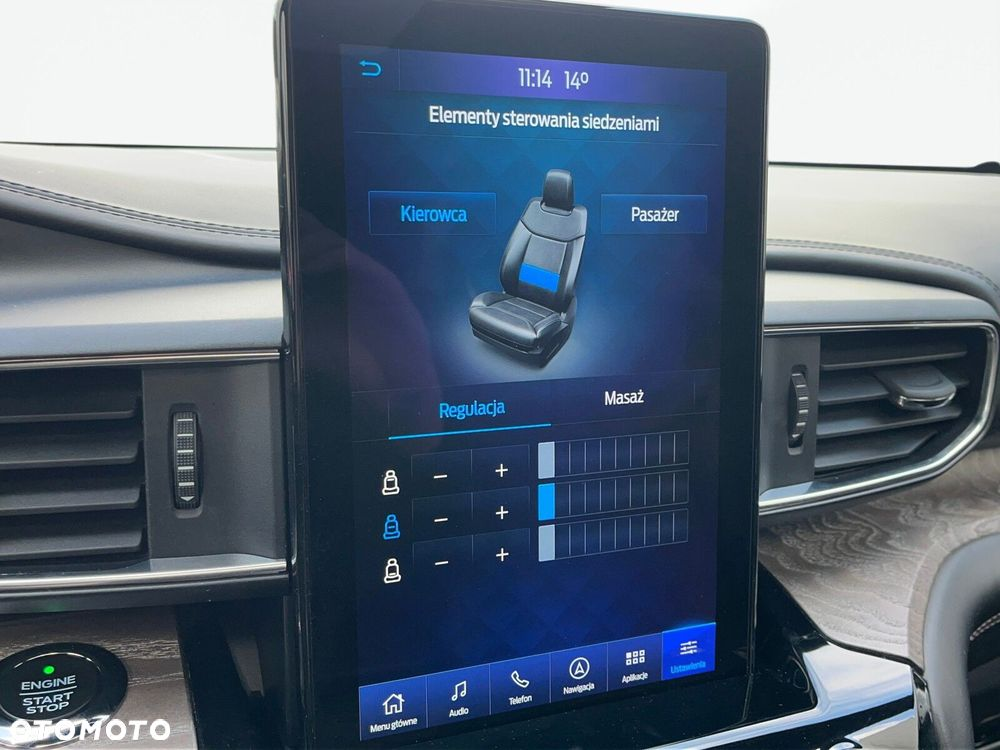 11:14 14º
Elementy sterowania siedzeniami
Kierowca
Pasażer
Regulacja
Masaż
− +
− +
− +
Menu główne
Audio
Telefon
Nawigacja
Aplikacje
Ustawienia
ENGINE
START
STOP
OTOMOTO